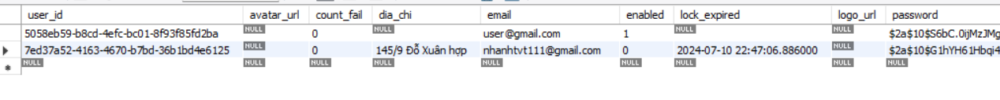 user_id avatar_url count_fail dia_chi email enabled lock_expired logo_url password
5058eb59-b8cd-4efc-bc01-8f93f85fd2ba NULL 0 NULL user@gmail.com 1 NULL NULL $2a$10$S6bC.0ijMzJMg
7ed37a52-4163-4670-b7bd-36b1bd4e6125 NULL 0 145/9 Đỗ Xuân hợp nhanhtvt111@gmail.com 0 2024-07-10 22:47:06.886000 NULL $2a$10$G1hYH61Hbqi4
NULL NULL NULL NULL NULL NULL NULL NULL NULL